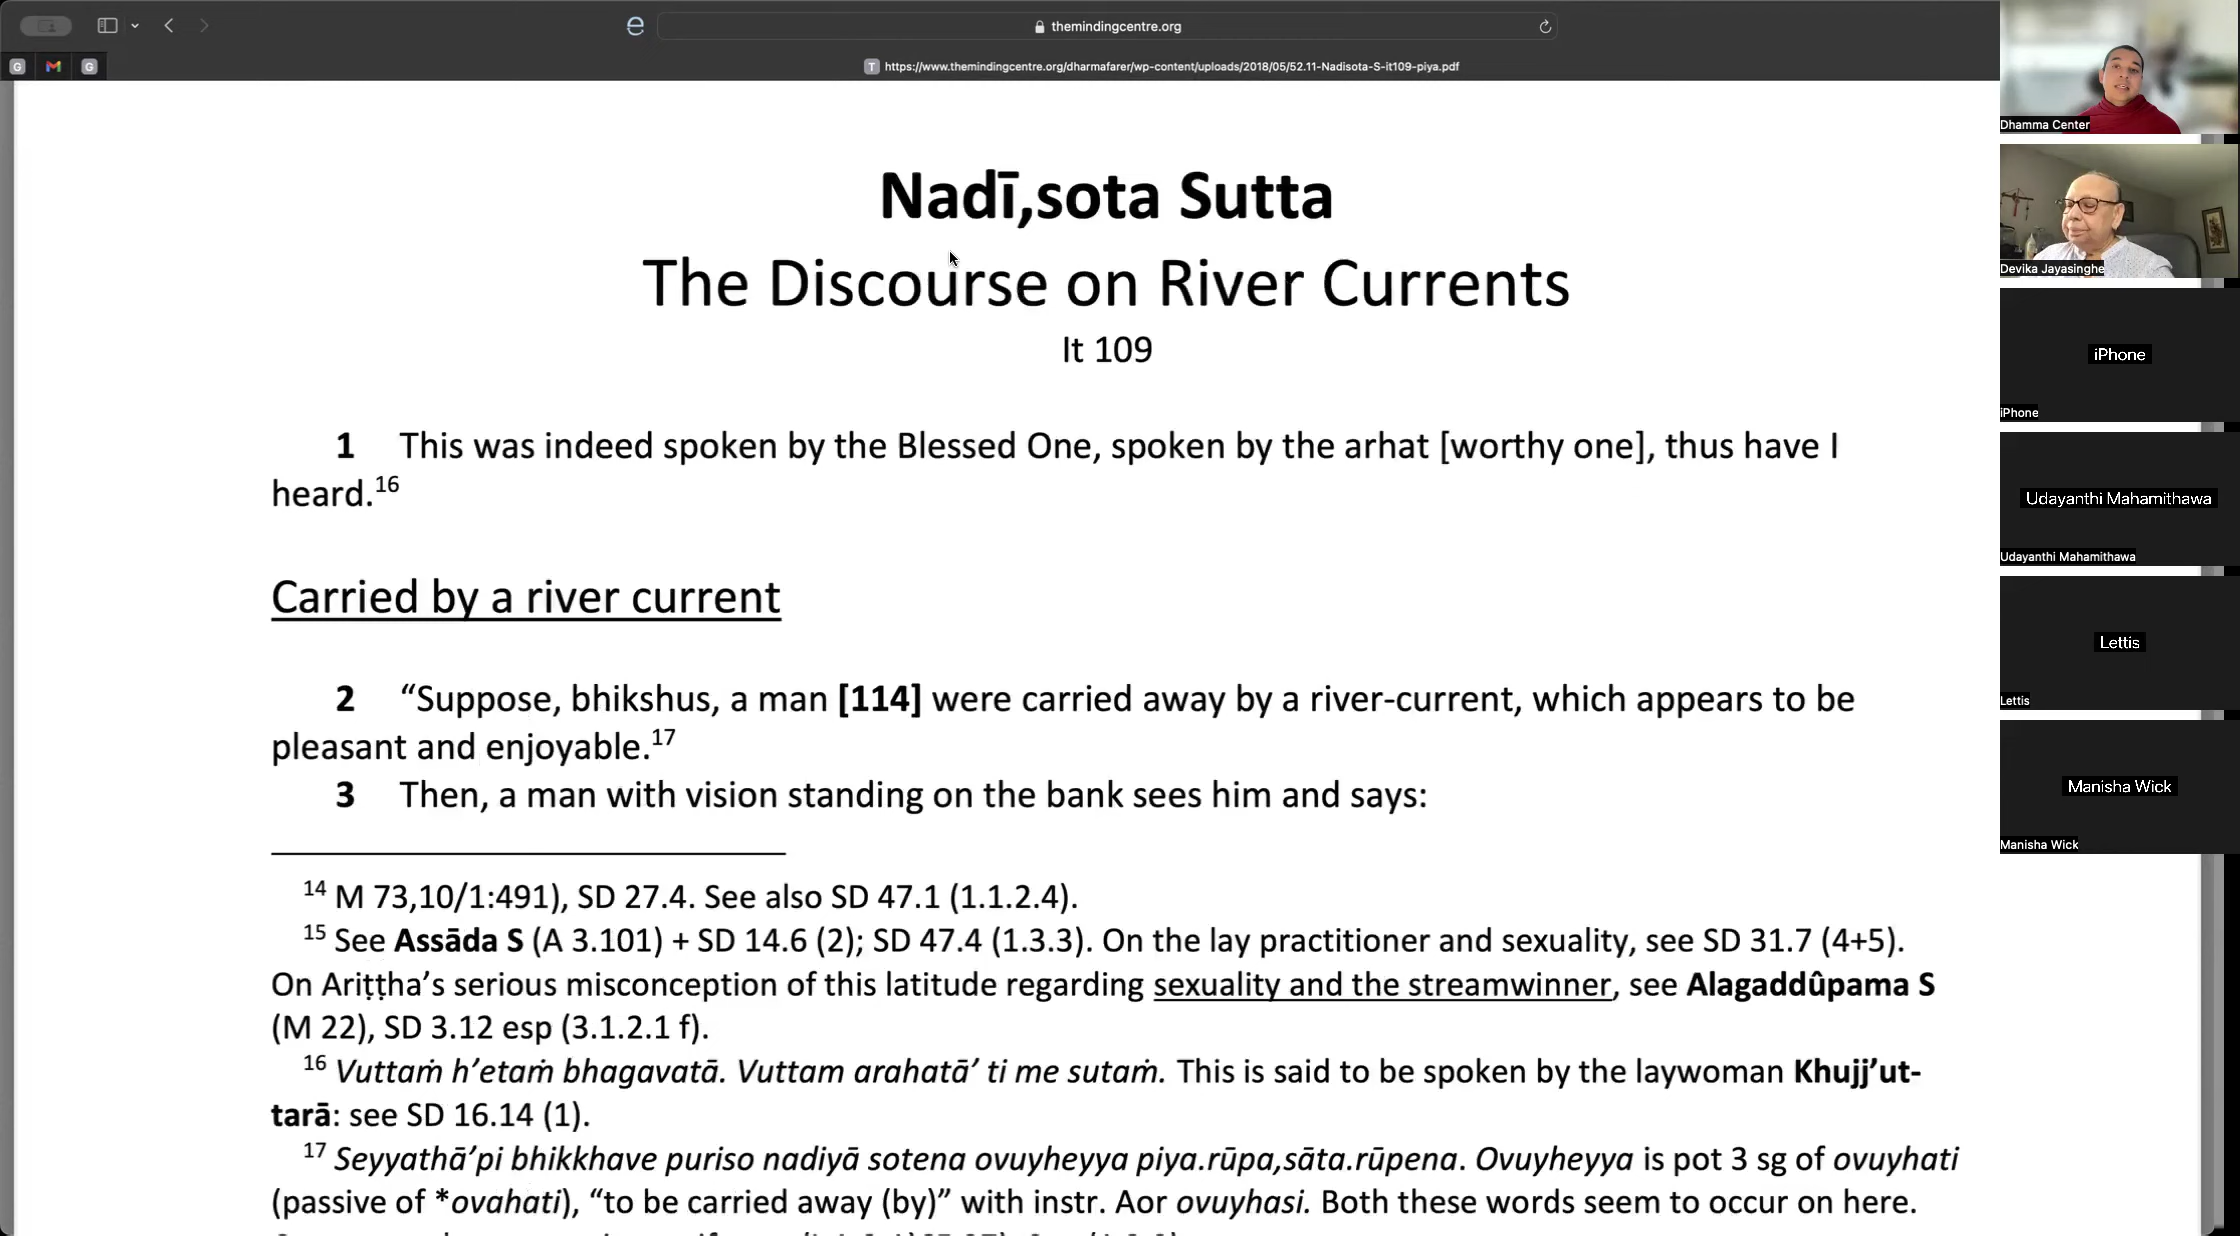 themindingcentre.org
G
G
T https://www.themindingcentre.org/dharmafarer/wp-content/uploads/2018/05/52.11-Nadisota-S-it109-piya.pdf
Nadī,sota Sutta
The Discourse on River Currents
It 109
1 This was indeed spoken by the Blessed One, spoken by the arhat [worthy one], thus have I
heard.16
Carried by a river current
2 “Suppose, bhikshus, a man [114] were carried away by a river-current, which appears to be
pleasant and enjoyable.17
3 Then, a man with vision standing on the bank sees him and says:
14 M 73,10/1:491), SD 27.4. See also SD 47.1 (1.1.2.4).
15 See Assāda S (A 3.101) + SD 14.6 (2); SD 47.4 (1.3.3). On the lay practitioner and sexuality, see SD 31.7 (4+5).
On Ariṭṭha’s serious misconception of this latitude regarding sexuality and the streamwinner, see Alagaddûpama S
(M 22), SD 3.12 esp (3.1.2.1 f).
16 Vuttaṁ h’etaṁ bhagavatā. Vuttam arahatā’ ti me sutaṁ. This is said to be spoken by the laywoman Khujj’ut-
tarā: see SD 16.14 (1).
17 Seyyathā’pi bhikkhave puriso nadiyā sotena ovuyheyya piya.rūpa,sāta.rūpena. Ovuyheyya is pot 3 sg of ovuyhati
(passive of *ovahati), “to be carried away (by)” with instr. Aor ovuyhasi. Both these words seem to occur on here.
Dhamma Center
Devika Jayasinghe
iPhone
iPhone
Udayanthi Mahamithawa
Udayanthi Mahamithawa
Lettis
Lettis
Manisha Wick
Manisha Wick